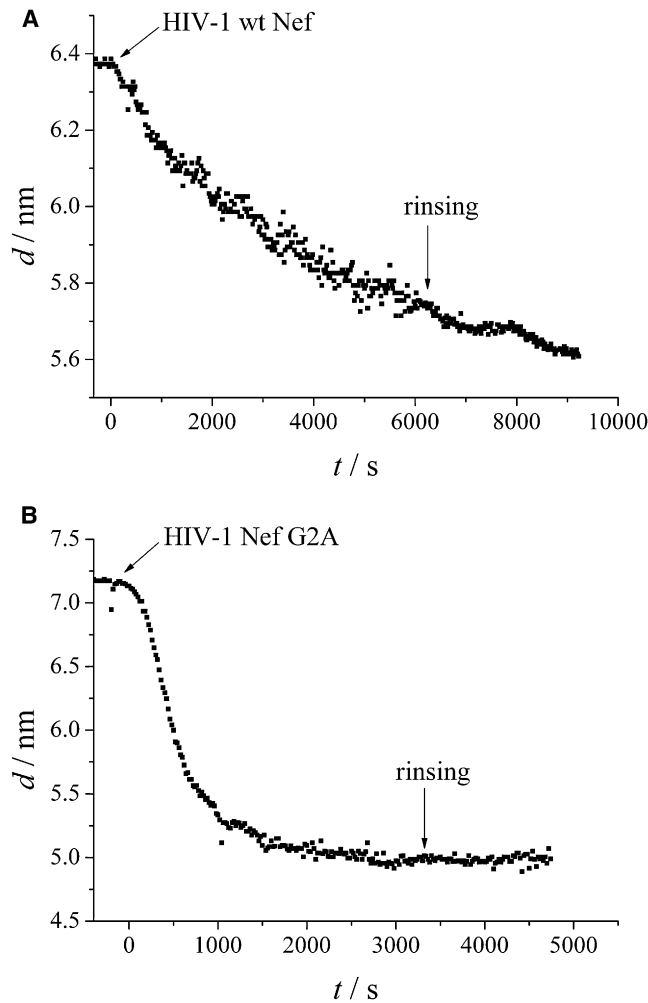 A
HIV-1 wt Nef
6.4
6.2
6.0
5.8
5.6
d / nm
rinsing
0 2000 4000 6000 8000 10000
t / s
B
HIV-1 Nef G2A
7.5
7.0
6.5
6.0
5.5
5.0
4.5
d / nm
rinsing
0 1000 2000 3000 4000 5000
t / s